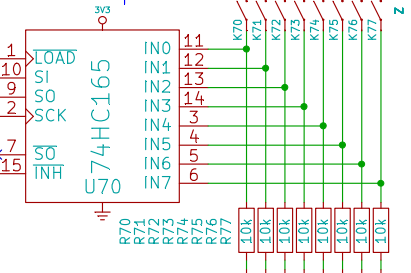 3V3
K70
K71
K72
K73
K74
K75
K76
K77
Z
1
LOAD
10
SI
9
SO
2
SCK
7
SO
15
INH
74HC165
U70
IN0
11
IN1
12
IN2
13
IN3
14
IN4
3
IN5
4
IN6
5
IN7
6
R70
R71
R72
R73
R74
R75
R76
R77
10k
10k
10k
10k
10k
10k
10k
10k